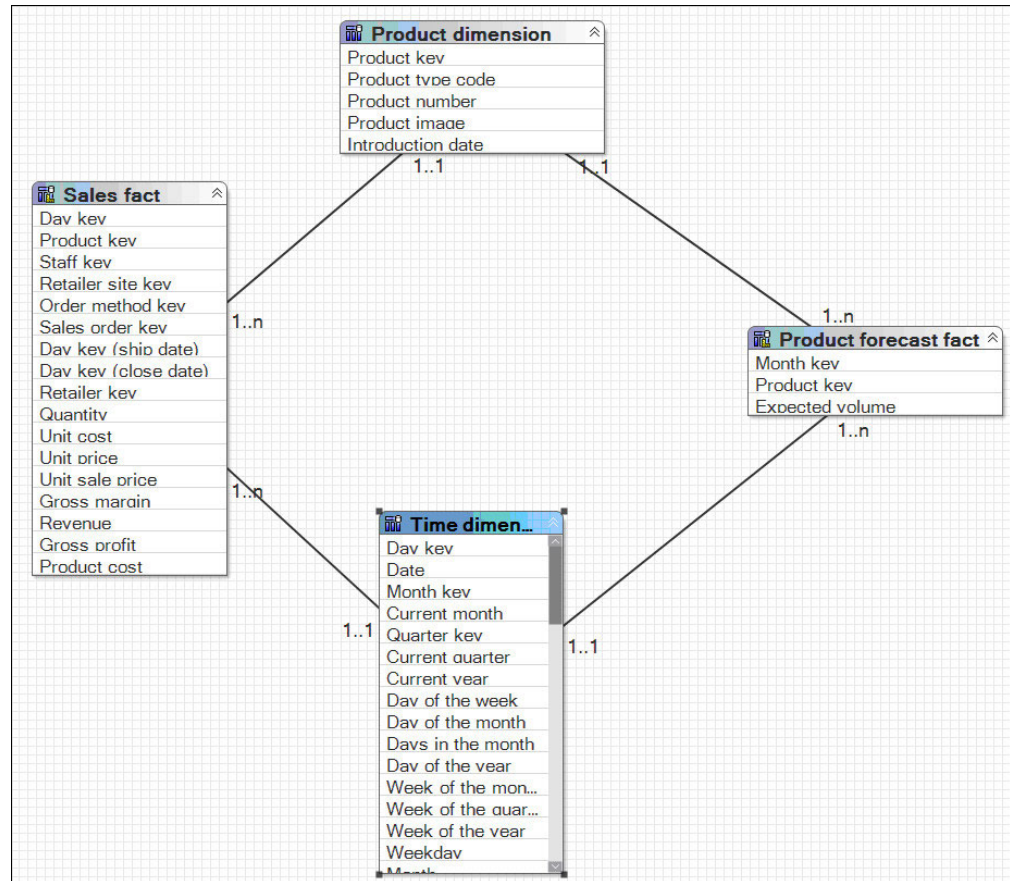 Product dimension
Product key
Product type code
Product number
Product image
Introduction date
1..1
1..1
Sales fact
Day key
Product key
Staff key
Retailer site key
Order method key
Sales order key
Day key (ship date)
Day key (close date)
Retailer key
Quantity
Unit cost
Unit price
Unit sale price
Gross margin
Revenue
Gross profit
Product cost
1..n
1..n
1..n
Product forecast fact
Month key
Product key
Expected volume
1..n
Time dimen...
Day key
Date
Month key
Current month
Quarter key
Current quarter
Current year
Day of the week
Day of the month
Days in the month
Day of the year
Week of the mon...
Week of the quar...
Week of the year
Weekday
Month
1..1
1..1